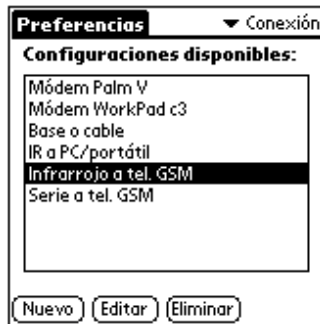 Preferencias
Conexión
Configuraciones disponibles:
Módem Palm V
Módem WorkPad c3
Base o cable
IR a PC/portátil
Infrarrojo a tel. GSM
Serie a tel. GSM
Nuevo Editar Eliminar